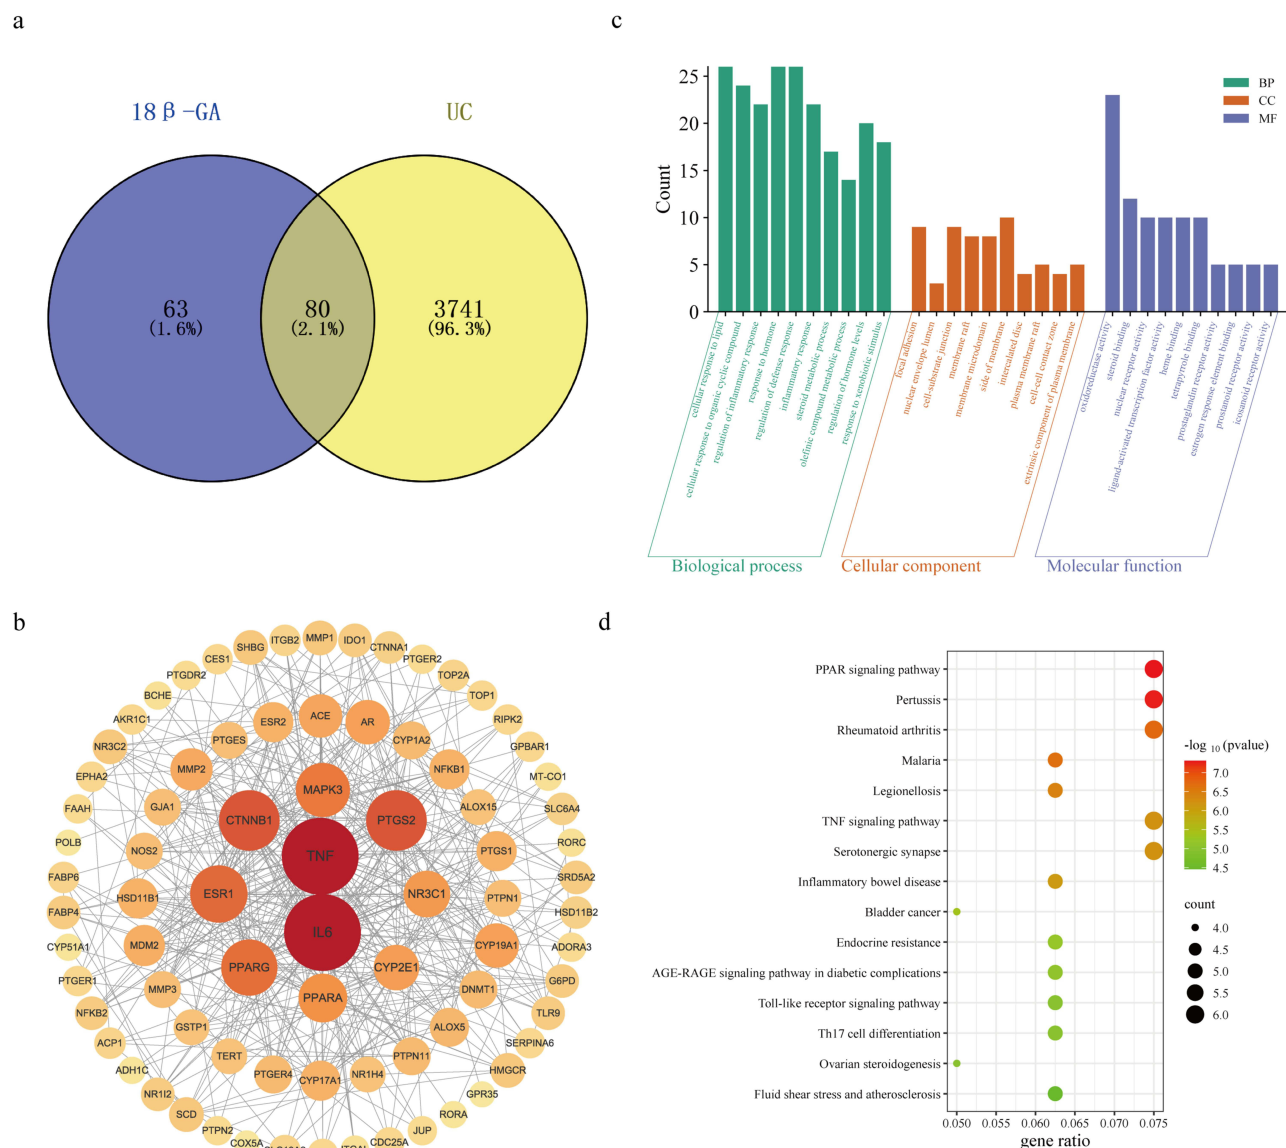 a
18β-GA
UC
63
(1.6%)
80
(2.1%)
3741
(96.3%)
c
Count
25
20
15
10
5
0
BP
CC
MF
cellular response to lipid
cellular response to organic cyclic compound
regulation of inflammatory response
response to hormone
regulation of defense response
inflammatory response
steroid metabolic process
olefinic compound metabolic process
regulation of hormone levels
response to xenobiotic stimulus
focal adhesion
nuclear envelope lumen
cell-substrate junction
membrane raft
membrane microdomain
side of membrane
intercalated disc
plasma membrane raft
cell-cell contact zone
extrinsic component of plasma membrane
oxidoreductase activity
steroid binding
nuclear receptor activity
ligand-activated transcription factor activity
heme binding
tetrapyrrole binding
prostaglandin receptor activity
estrogen response element binding
prostanoid receptor activity
icosanoid receptor activity
Biological process
Cellular component
Molecular function
b
TNF
IL6
MAPK3
PTGS2
NR3C1
CYP2E1
PPARA
PPARG
ESR1
CTNNB1
ACE
AR
CYP1A2
NFKB1
ALOX15
PTGS1
PTPN1
CYP19A1
DNMT1
ALOX5
PTPN11
NR1H4
CYP17A1
PTGER4
TERT
GSTP1
MMP3
MDM2
HSD11B1
NOS2
GJA1
MMP2
PTGES
ESR2
MMP1
IDO1
CTNNA1
PTGER2
TOP2A
TOP1
RIPK2
GPBAR1
MT-CO1
SLC6A4
RORC
SRD5A2
HSD11B2
ADORA3
G6PD
TLR9
SERPINA6
HMGCR
GPR35
RORA
JUP
CDC25A
COX5A
PTPN2
SCD
NR1I2
ADH1C
ACP1
NFKB2
PTGER1
CYP51A1
FABP4
FABP6
POLB
FAAH
EPHA2
NR3C2
AKR1C1
BCHE
PTGDR2
CES1
SHBG
ITGB2
d
PPAR signaling pathway
Pertussis
Rheumatoid arthritis
Malaria
Legionellosis
TNF signaling pathway
Serotonergic synapse
Inflammatory bowel disease
Bladder cancer
Endocrine resistance
AGE-RAGE signaling pathway in diabetic complications
Toll-like receptor signaling pathway
Th17 cell differentiation
Ovarian steroidogenesis
Fluid shear stress and atherosclerosis
0.050 0.055 0.060 0.065 0.070 0.075
gene ratio
-log 10 (pvalue)
7.0
6.5
6.0
5.5
5.0
4.5
count
4.0
4.5
5.0
5.5
6.0